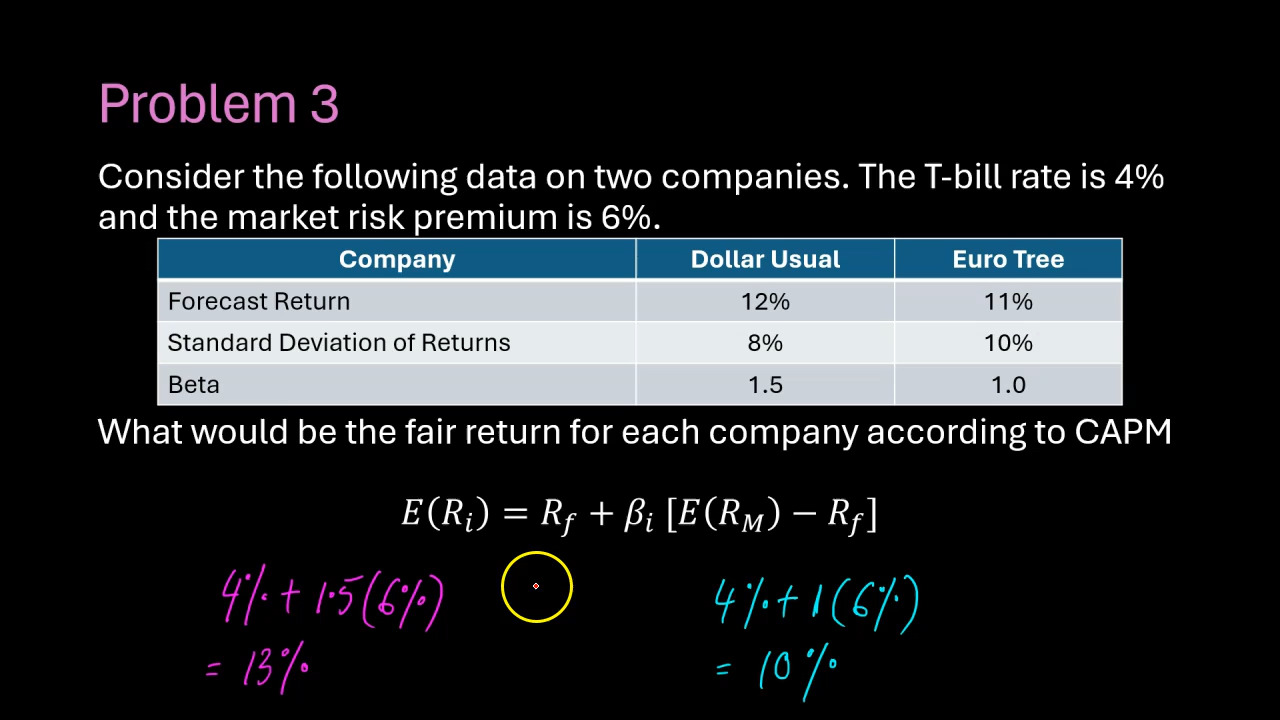 Problem 3
Consider the following data on two companies. The T-bill rate is 4%
and the market risk premium is 6%.
Company Dollar Usual Euro Tree
Forecast Return 12% 11%
Standard Deviation of Returns 8% 10%
Beta 1.5 1.0
What would be the fair return for each company according to CAPM
E(Rᵢ) = R_f + βᵢ [E(R_M) − R_f]
4% + 1.5(6%) 4% + 1(6%)
= 13% = 10%